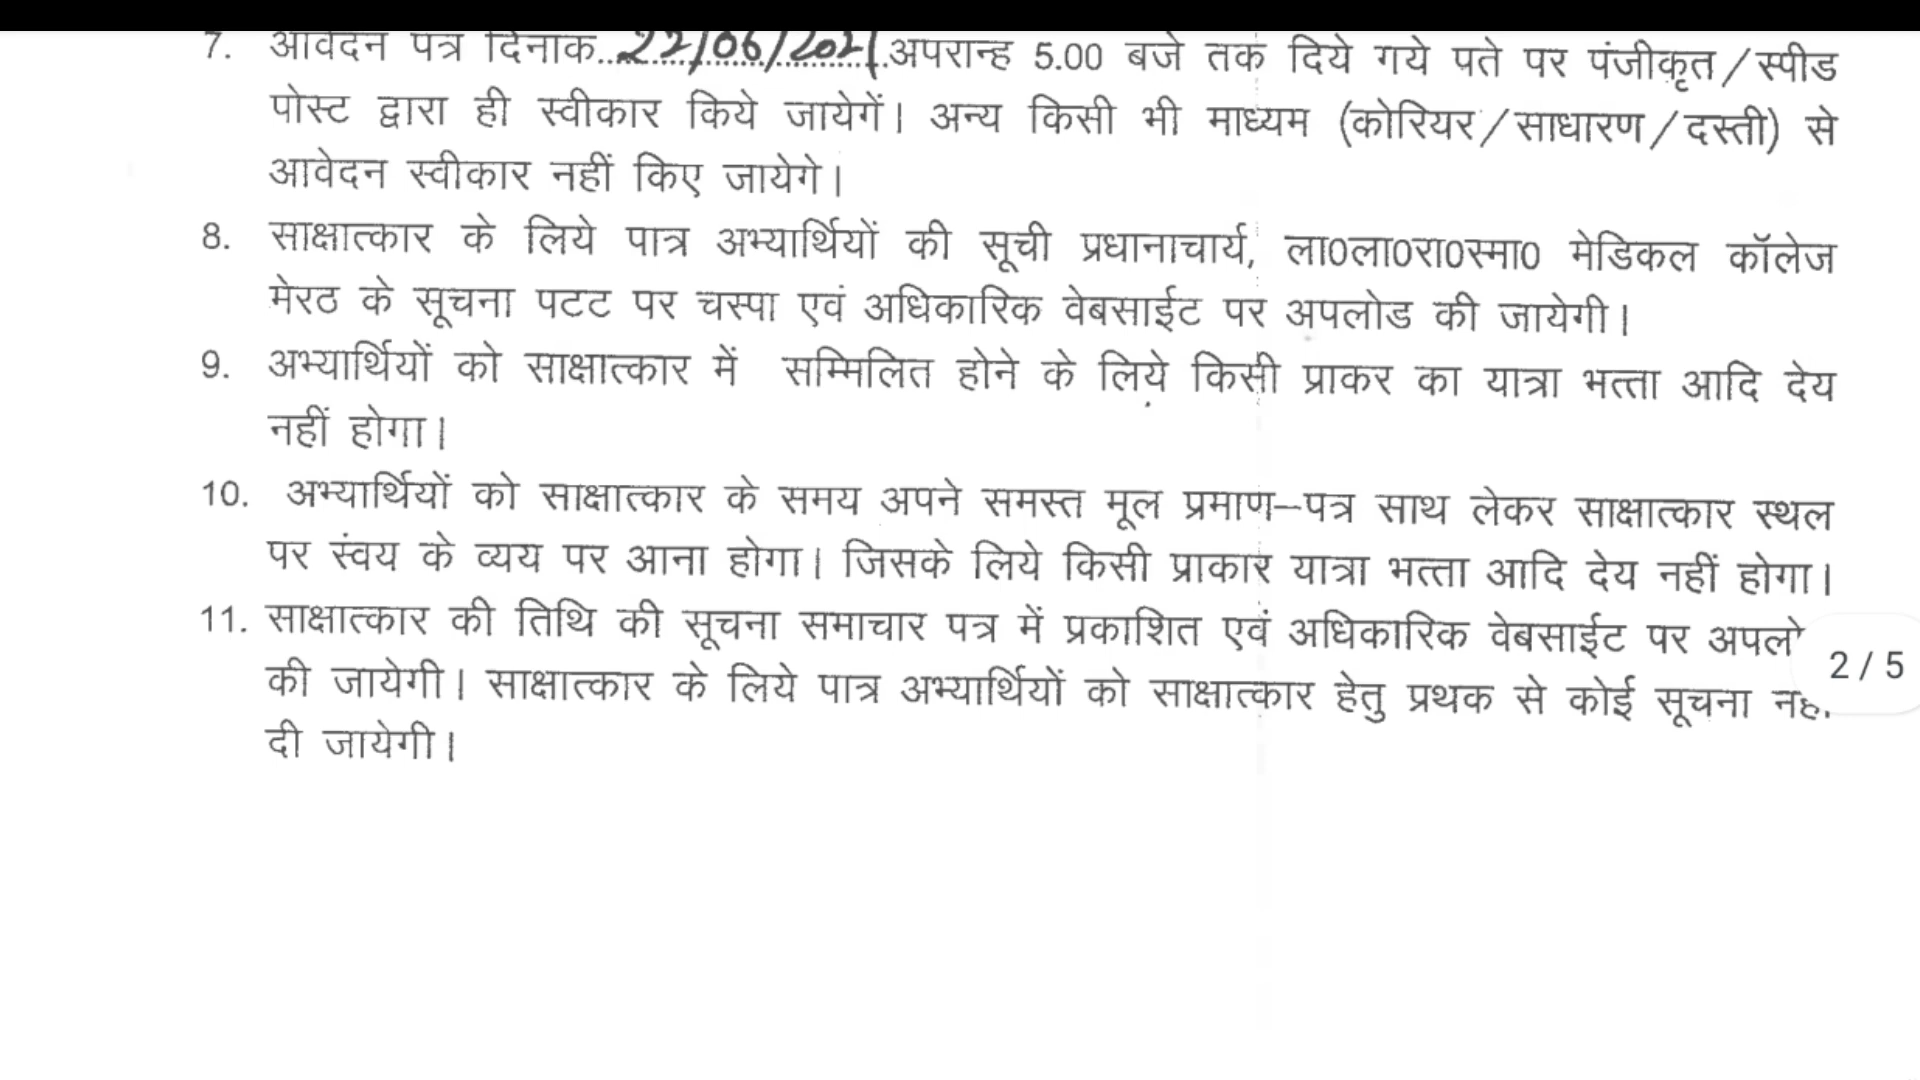 7. आवेदन पत्र दिनांक..22/06/2021.अपरान्ह 5.00 बजे तक दिये गये पते पर पंजीकृत/स्पीड
पोस्ट द्वारा ही स्वीकार किये जायेगें। अन्य किसी भी माध्यम (कोरियर/साधारण/दस्ती) से
आवेदन स्वीकार नहीं किए जायेगे।
8. साक्षात्कार के लिये पात्र अभ्यार्थियों की सूची प्रधानाचार्य, ला0ला0रा0स्मा0 मेडिकल कॉलेज
मेरठ के सूचना पटट पर चस्पा एवं अधिकारिक वेबसाईट पर अपलोड की जायेगी।
9. अभ्यार्थियों को साक्षात्कार में सम्मिलित होने के लिये किसी प्राकर का यात्रा भत्ता आदि देय
नहीं होगा।
10. अभ्यार्थियों को साक्षात्कार के समय अपने समस्त मूल प्रमाण–पत्र साथ लेकर साक्षात्कार स्थल
पर स्ंवय के व्यय पर आना होगा। जिसके लिये किसी प्राकार यात्रा भत्ता आदि देय नहीं होगा।
11. साक्षात्कार की तिथि की सूचना समाचार पत्र में प्रकाशित एवं अधिकारिक वेबसाईट पर
की जायेगी। साक्षात्कार के लिये पात्र अभ्यार्थियों को साक्षात्कार हेतु प्रथक से कोई सूचना
दी जायेगी।
2/5